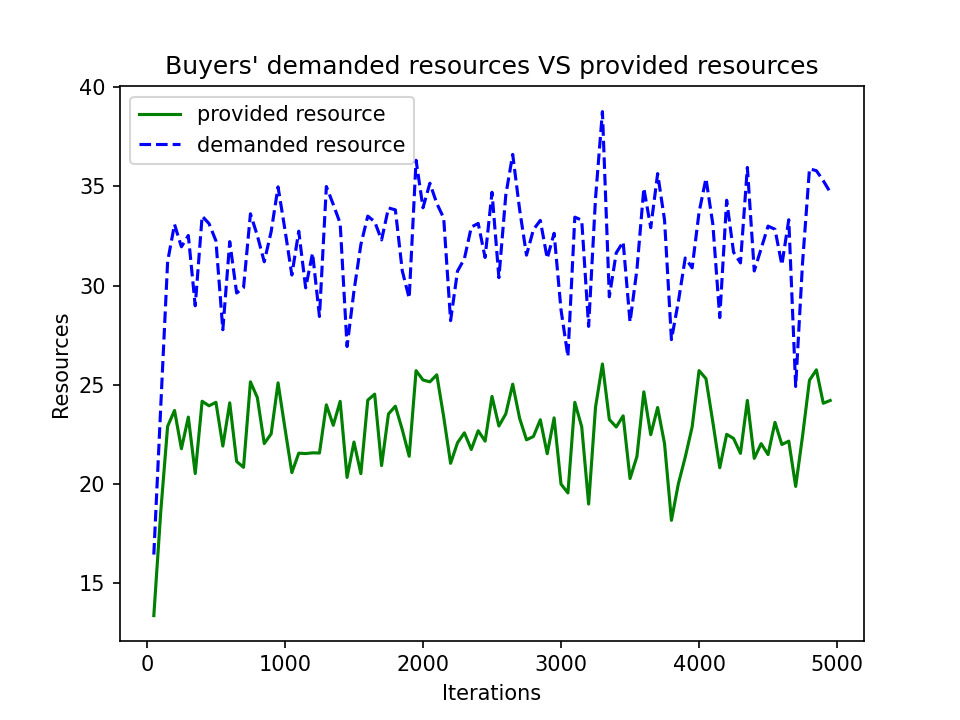 Buyers' demanded resources VS provided resources
provided resource
demanded resource
40
35
30
25
20
15
Resources
0 1000 2000 3000 4000 5000
Iterations